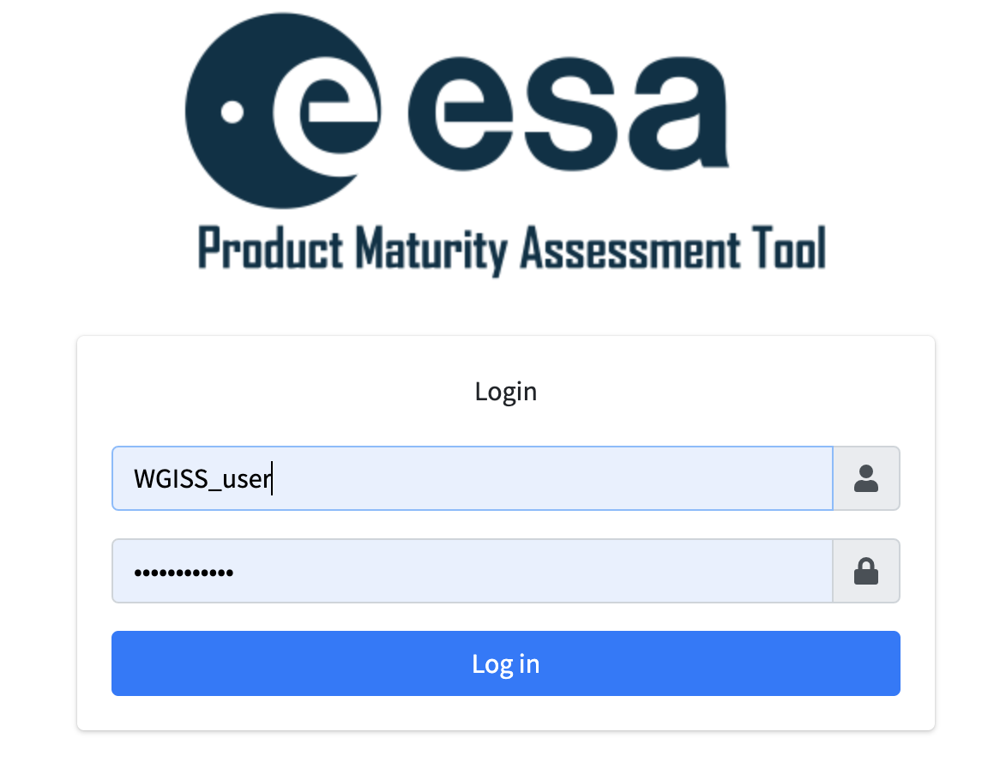 esa
Product Maturity Assessment Tool
Login
WGISS_user
••••••••••••
Log in